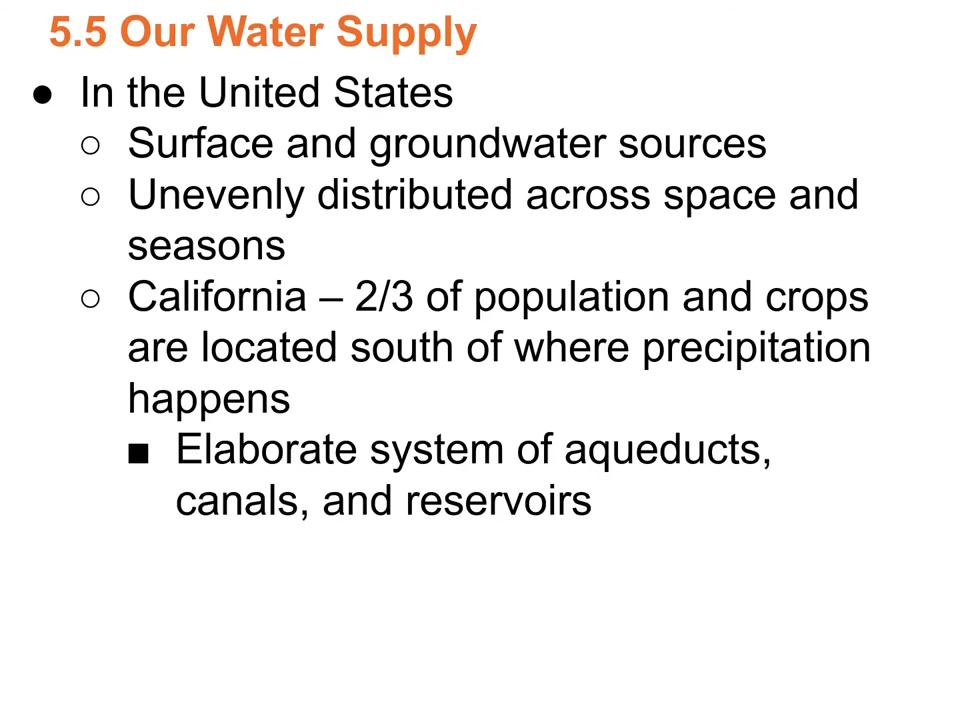 5.5 Our Water Supply
● In the United States
○ Surface and groundwater sources
○ Unevenly distributed across space and
seasons
○ California – 2/3 of population and crops
are located south of where precipitation
happens
■ Elaborate system of aqueducts,
canals, and reservoirs